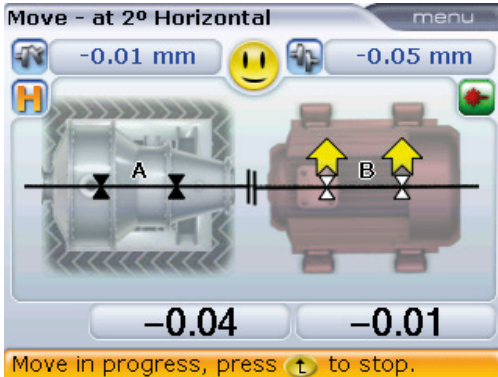 Move - at 2º Horizontal
menu
-0.01 mm
-0.05 mm
H
A
B
-0.04
-0.01
Move in progress, press to stop.